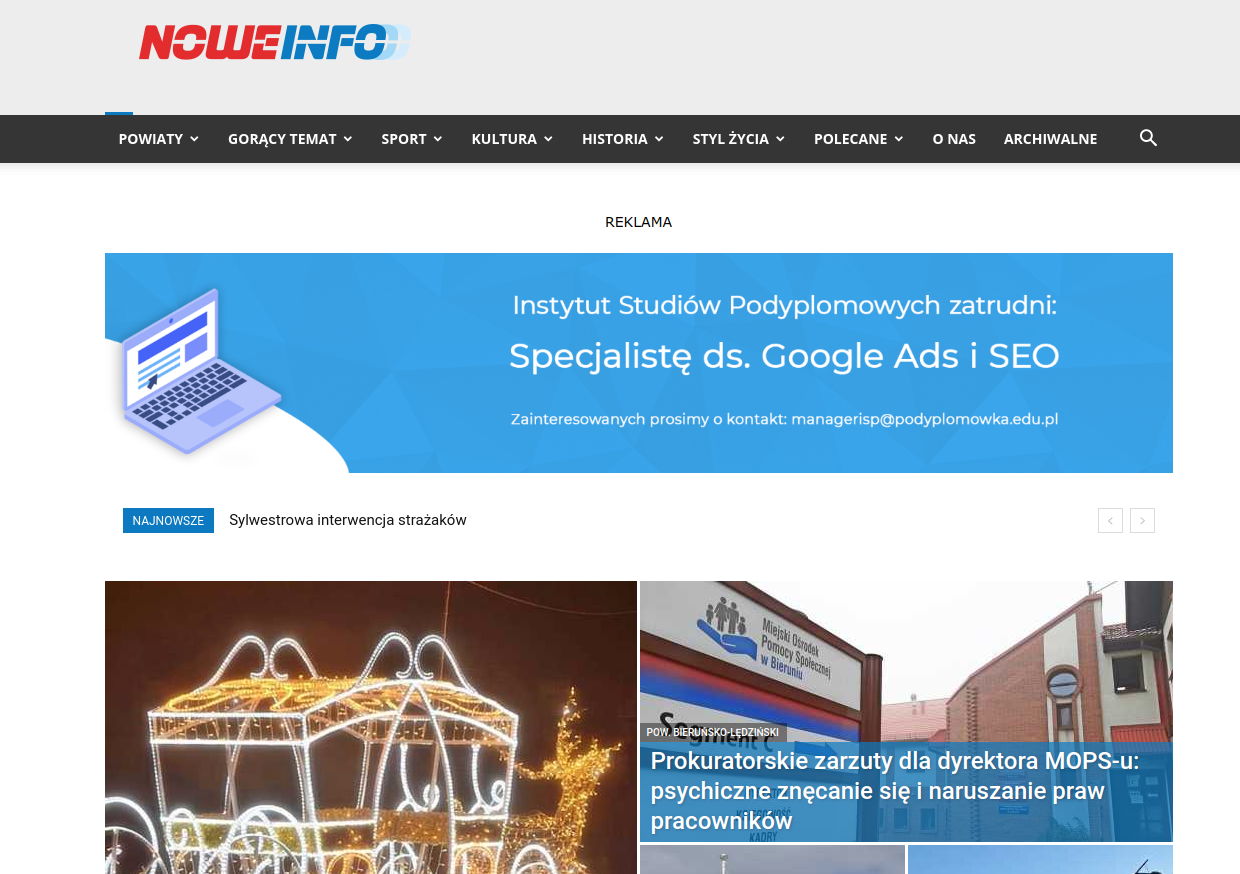 NOWEINFO
POWIATY GORĄCY TEMAT SPORT KULTURA HISTORIA STYL ŻYCIA POLECANE O NAS ARCHIWALNE
REKLAMA
Instytut Studiów Podyplomowych zatrudni:
Specjalistę ds. Google Ads i SEO
Zainteresowanych prosimy o kontakt: managerisp@podyplomowka.edu.pl
NAJNOWSZE Sylwestrowa interwencja strażaków
Miejski Ośrodek
Pomocy Społecznej
w Bieruniu
Segment C
POW. BIERUŃSKO-LĘDZIŃSKI
Prokuratorskie zarzuty dla dyrektora MOPS-u:
psychiczne znęcanie się i naruszanie praw
pracowników
KADRY